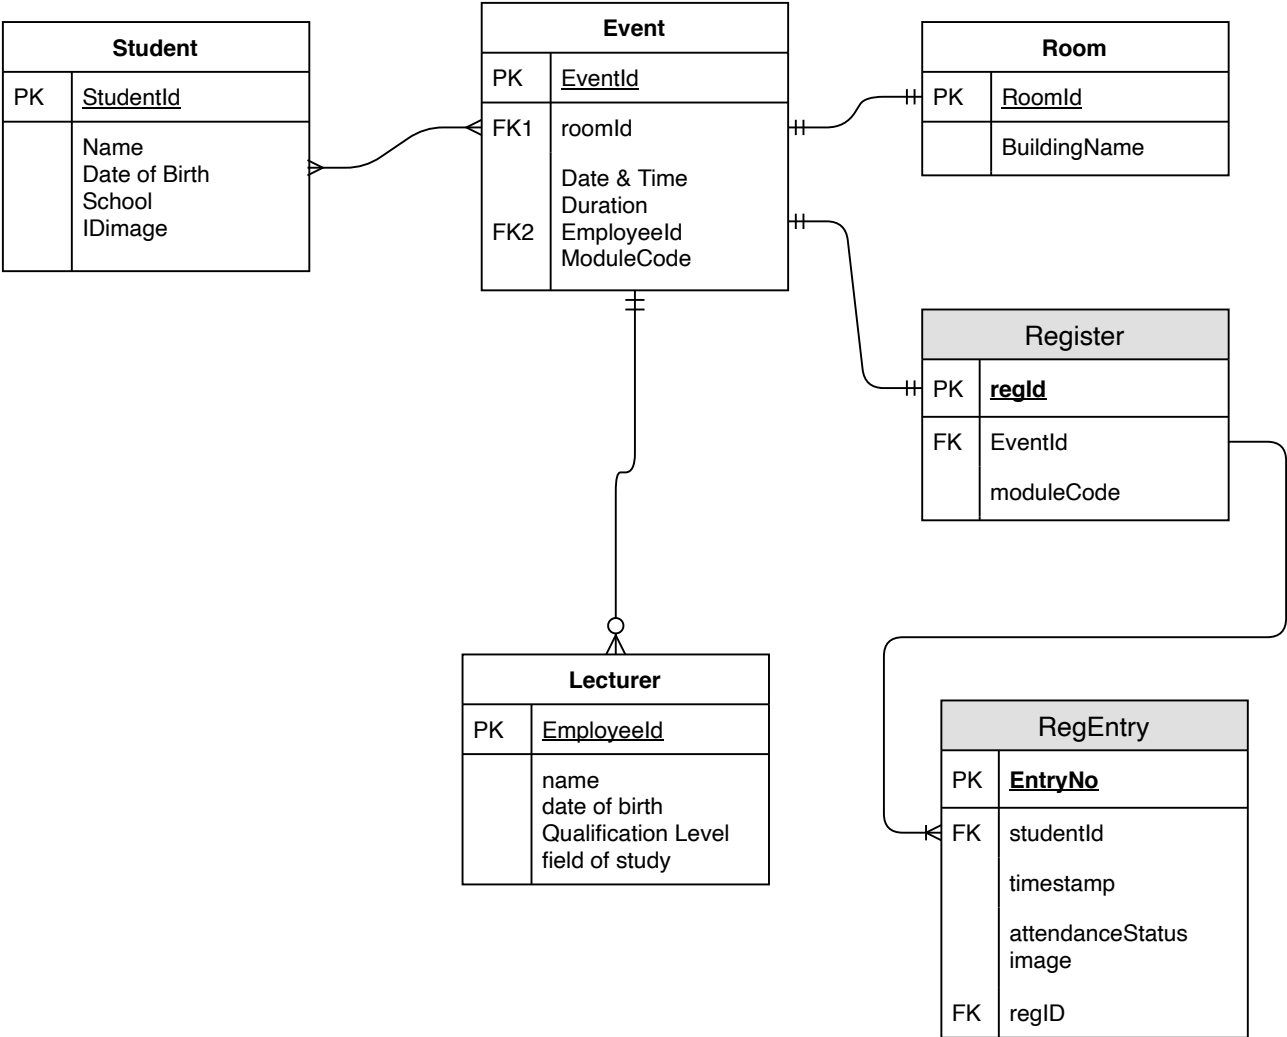 Student
PK StudentId
Name
Date of Birth
School
IDimage
Event
PK EventId
FK1 roomId
Date & Time
Duration
FK2 EmployeeId
ModuleCode
Room
PK RoomId
BuildingName
Register
PK regId
FK EventId
moduleCode
Lecturer
PK EmployeeId
name
date of birth
Qualification Level
field of study
RegEntry
PK EntryNo
FK studentId
timestamp
attendanceStatus
image
FK regID